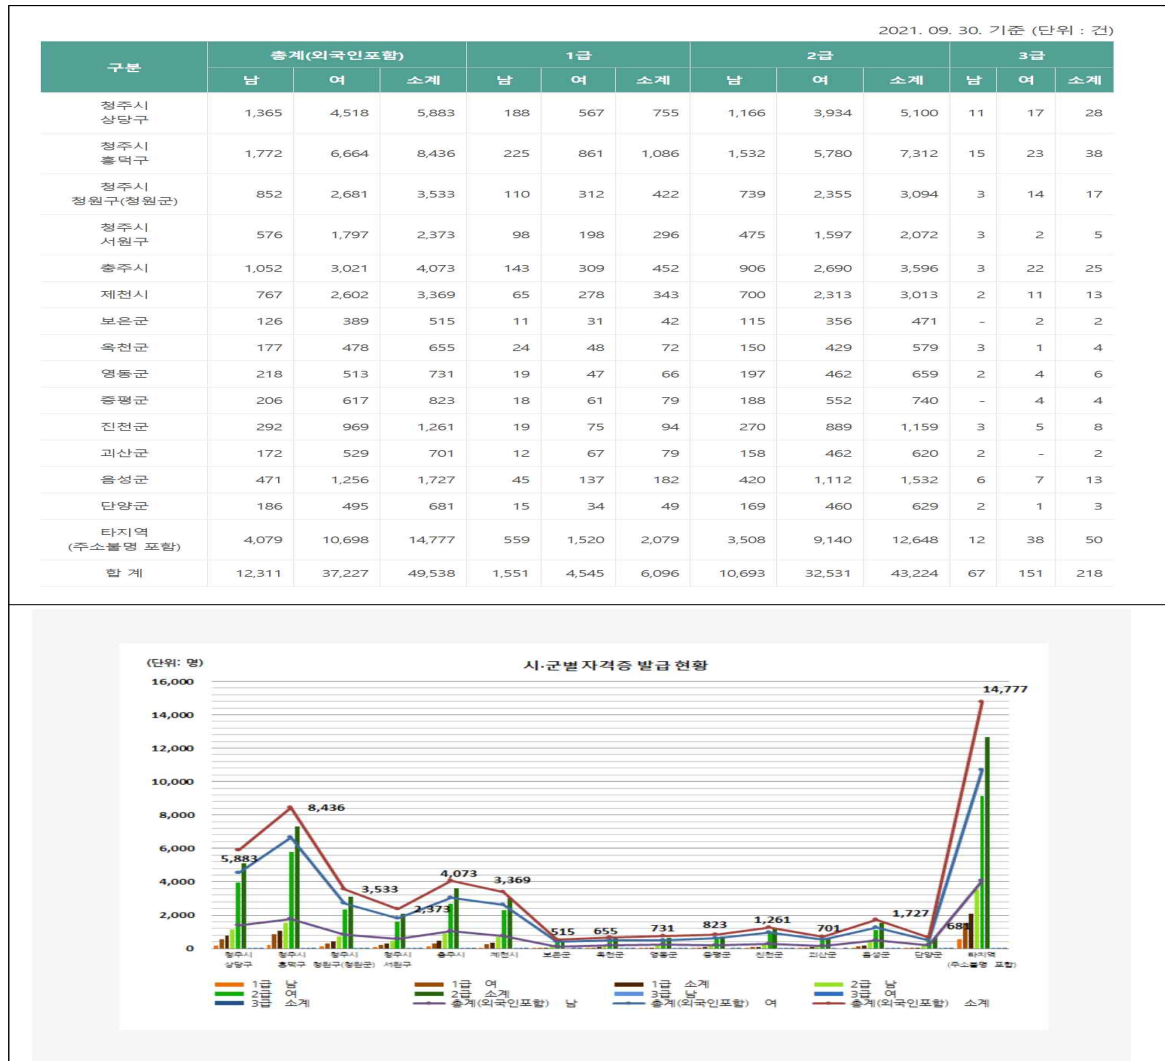 2021. 09. 30. 기준 (단위 : 건)
구분 총계(외국인포함) 1급 2급 3급
남 여 소계 남 여 소계 남 여 소계 남 여 소계
청주시
상당구 1,365 4,518 5,883 188 567 755 1,166 3,934 5,100 11 17 28
청주시
흥덕구 1,772 6,664 8,436 225 861 1,086 1,532 5,780 7,312 15 23 38
청주시
청원구(청원군) 852 2,681 3,533 110 312 422 739 2,355 3,094 3 14 17
청주시
서원구 576 1,797 2,373 98 198 296 475 1,597 2,072 3 2 5
충주시 1,052 3,021 4,073 143 309 452 906 2,690 3,596 3 22 25
제천시 767 2,602 3,369 65 278 343 700 2,313 3,013 2 11 13
보은군 126 389 515 11 31 42 115 356 471 - 2 2
옥천군 177 478 655 24 48 72 150 429 579 3 1 4
영동군 218 513 731 19 47 66 197 462 659 2 4 6
증평군 206 617 823 18 61 79 188 552 740 - 4 4
진천군 292 969 1,261 19 75 94 270 889 1,159 3 5 8
괴산군 172 529 701 12 67 79 158 462 620 2 - 2
음성군 471 1,256 1,727 45 137 182 420 1,112 1,532 6 7 13
단양군 186 495 681 15 34 49 169 460 629 2 1 3
타지역
(주소불명 포함) 4,079 10,698 14,777 559 1,520 2,079 3,508 9,140 12,648 12 38 50
합 계 12,311 37,227 49,538 1,551 4,545 6,096 10,693 32,531 43,224 67 151 218
(단위: 명) 시·군별 자격증 발급 현황
16,000
14,777
14,000
12,000
10,000
8,000 8,436
6,000 5,883
4,000 3,533 4,073 3,369
2,000 2,373 515 655 731 823 1,261 701 1,727 681
0
청주시 청주시 청주시 청주시 충주시 제천시 보은군 옥천군 영동군 증평군 진천군 괴산군 음성군 단양군 타지역
상당구 흥덕구 청원구(청원군) 서원구 (주소불명 포함)
1급 남 1급 여 1급 소계 2급 남
2급 여 2급 소계 3급 남 3급 여
3급 소계 총계(외국인포함) 남 총계(외국인포함) 여 총계(외국인포함) 소계